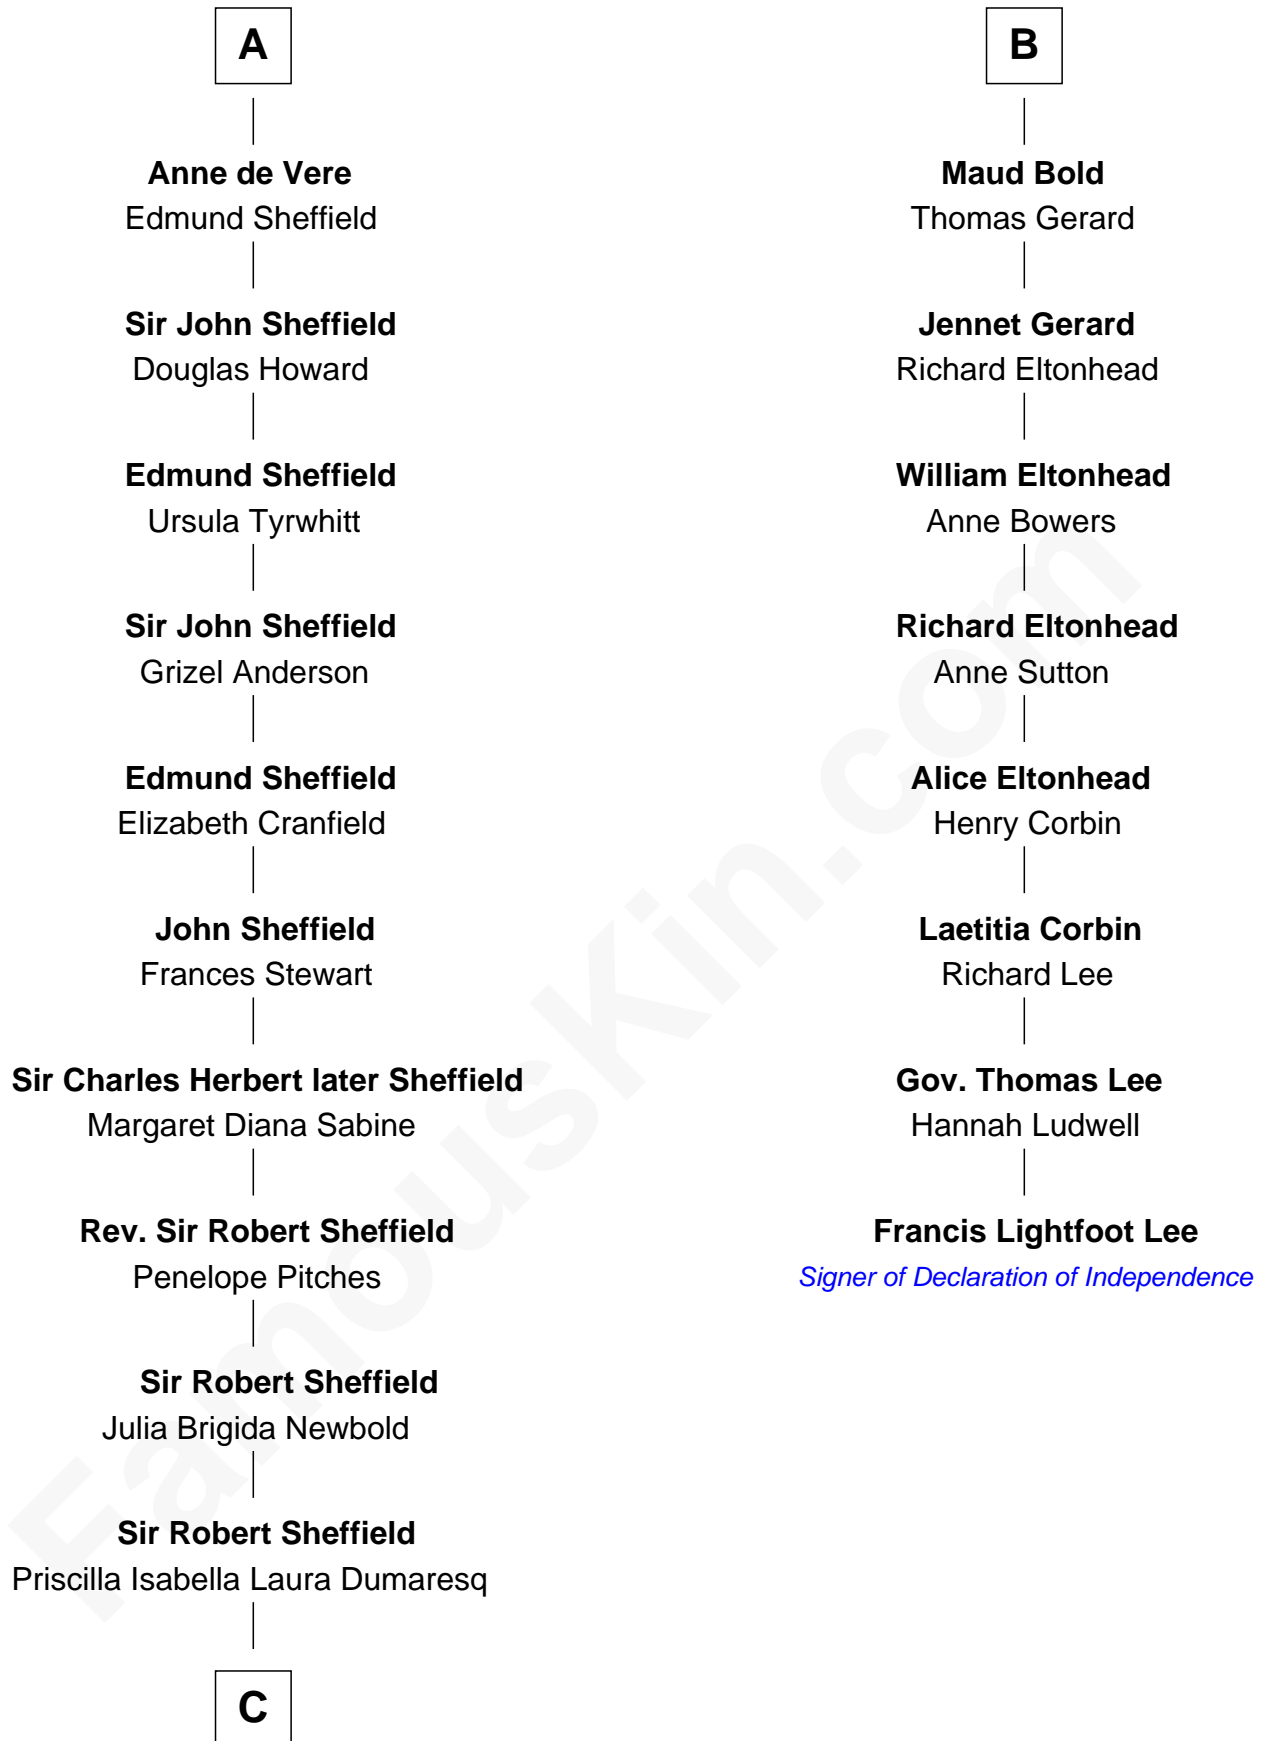 A
Anne de Vere
Edmund Sheffield
Sir John Sheffield
Douglas Howard
Edmund Sheffield
Ursula Tyrwhitt
Sir John Sheffield
Grizel Anderson
Edmund Sheffield
Elizabeth Cranfield
John Sheffield
Frances Stewart
Sir Charles Herbert later Sheffield
Margaret Diana Sabine
Rev. Sir Robert Sheffield
Penelope Pitches
Sir Robert Sheffield
Julia Brigida Newbold
Sir Robert Sheffield
Priscilla Isabella Laura Dumaresq
C
B
Maud Bold
Thomas Gerard
Jennet Gerard
Richard Eltonhead
William Eltonhead
Anne Bowers
Richard Eltonhead
Anne Sutton
Alice Eltonhead
Henry Corbin
Laetitia Corbin
Richard Lee
Gov. Thomas Lee
Hannah Ludwell
Francis Lightfoot Lee
Signer of Declaration of Independence
FamousKin.com